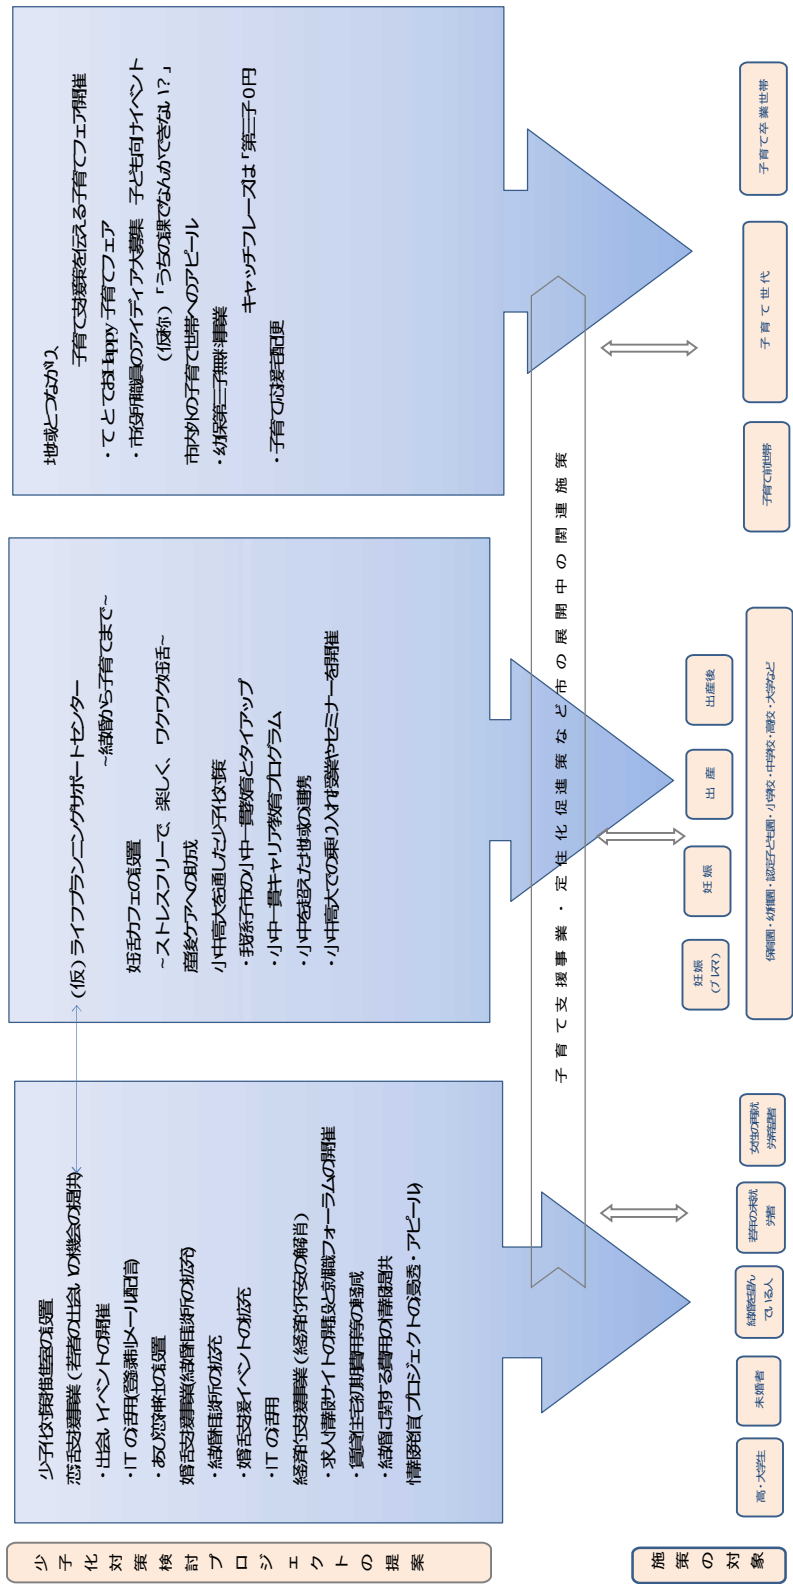 少子化対策検討プロジェクトの提案
少子化対策推進室の設置
恋活支援事業（若者の出会いの機会の提供）
・出会いイベントの開催
・ITの活用(登録制メール配信)
・あび恋神社の設置
婚活支援事業(結婚相談所の拡充)
・結婚相談所の拡充
・婚活支援イベントの拡充
・ITの活用
経済的支援事業（経済的不安の解消）
・求人情報サイトの開設と就職フォーラムの開催
・賃貸住宅初期費用等の軽減
・結婚に関する費用の情報提供
情報発信(プロジェクトの浸透・アピール)
（仮）ライフプランニングサポートセンター
~結婚から子育てまで~
妊活カフェの設置
~ストレスフリーで、楽しく、ワクワク妊活~
産後ケアへの助成
小中高大を通した少子化対策
・我孫子市の小中一貫教育とタイアップ
・小中一貫キャリア教育プログラム
・小中を超えた地域の連携
・小中高大での乗り入れ授業やセミナーを開催
地域とつながり、
子育て支援策を伝える子育てフェア開催
・てとてお Happy 子育てフェア
・市役所職員のアイディア大募集　子ども向けイベント
（仮称）「うちの課でなんかできない？」
市内外の子育て世帯へのアピール
・幼保第三子無料事業
キャッチフレーズは「第三子０円
・子育て応援宅配便
子育て支援事業・定住化促進策など市の展開中の関連施策
施策の対象
高・大学生
未婚者
結婚を望ん
でいる人
若年の未就
労者
女性の再就
労希望者
妊娠
（プレママ）
妊娠
出産
出産後
保育園・幼稚園・認定子ども園・小学校・中学校・高校・大学など
子育て前世帯
子育て世代
子育て卒業世帯